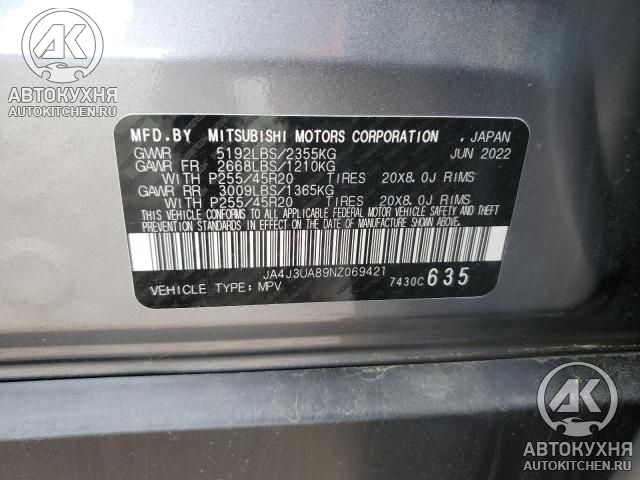 AK
АВТОКУХНЯ
AUTOKITCHEN.RU
MFD.BY MITSUBISHI MOTORS CORPORATION . JAPAN
GVWR 5192LBS/2355KG JUN 2022
GAWR FR 2668LBS/1210KG
WITH P255/45R20 TIRES 20X8.0J RIMS
GAWR RR 3009LBS/1365KG
WITH P255/45R20 TIRES 20X8.0J RIMS
THIS VEHICLE CONFORMS TO ALL APPLICABLE FEDERAL MOTOR VEHICLE SAFETY AND
THEFT PREVENTION STANDARDS IN EFFECT ON THE DATE OF MANUFACTURE SHOWN ABOVE.
JA4J3UA89NZ069421
VEHICLE TYPE: MPV 7430C 635
AK
АВТОКУХНЯ
AUTOKITCHEN.RU